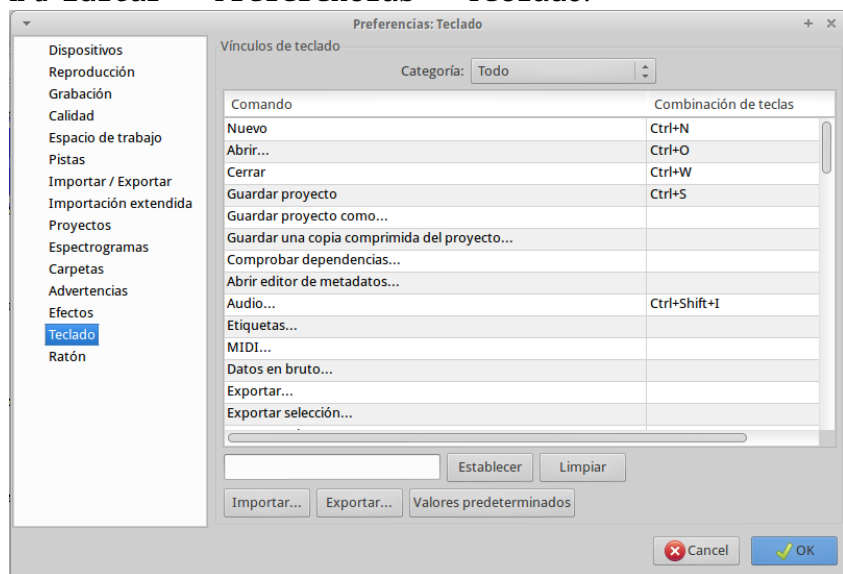 Preferencias: Teclado
Dispositivos
Reproducción
Grabación
Calidad
Espacio de trabajo
Pistas
Importar / Exportar
Importación extendida
Proyectos
Espectrogramas
Carpetas
Advertencias
Efectos
Teclado
Ratón
Vínculos de teclado
Categoría: Todo
Comando Combinación de teclas
Nuevo Ctrl+N
Abrir... Ctrl+O
Cerrar Ctrl+W
Guardar proyecto Ctrl+S
Guardar proyecto como...
Guardar una copia comprimida del proyecto...
Comprobar dependencias...
Abrir editor de metadatos...
Audio... Ctrl+Shift+I
Etiquetas...
MIDI...
Datos en bruto...
Exportar...
Exportar selección...
Establecer Limpiar
Importar... Exportar... Valores predeterminados
Cancel OK